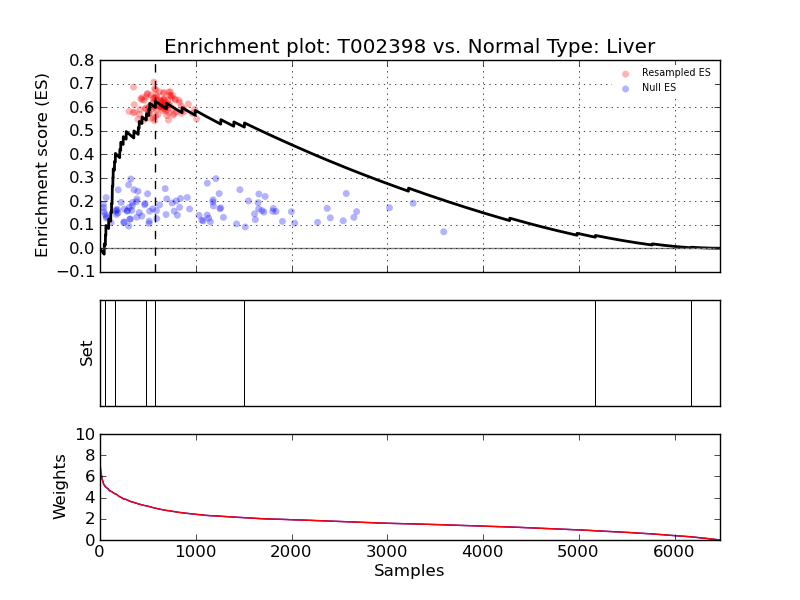 Enrichment plot: T002398 vs. Normal Type: Liver
0.8
0.7
0.6
0.5
0.4
0.3
0.2
0.1
0.0
−0.1
Enrichment score (ES)
Resampled ES
Null ES
Set
10
8
6
4
2
0
Weights
0 1000 2000 3000 4000 5000 6000
Samples